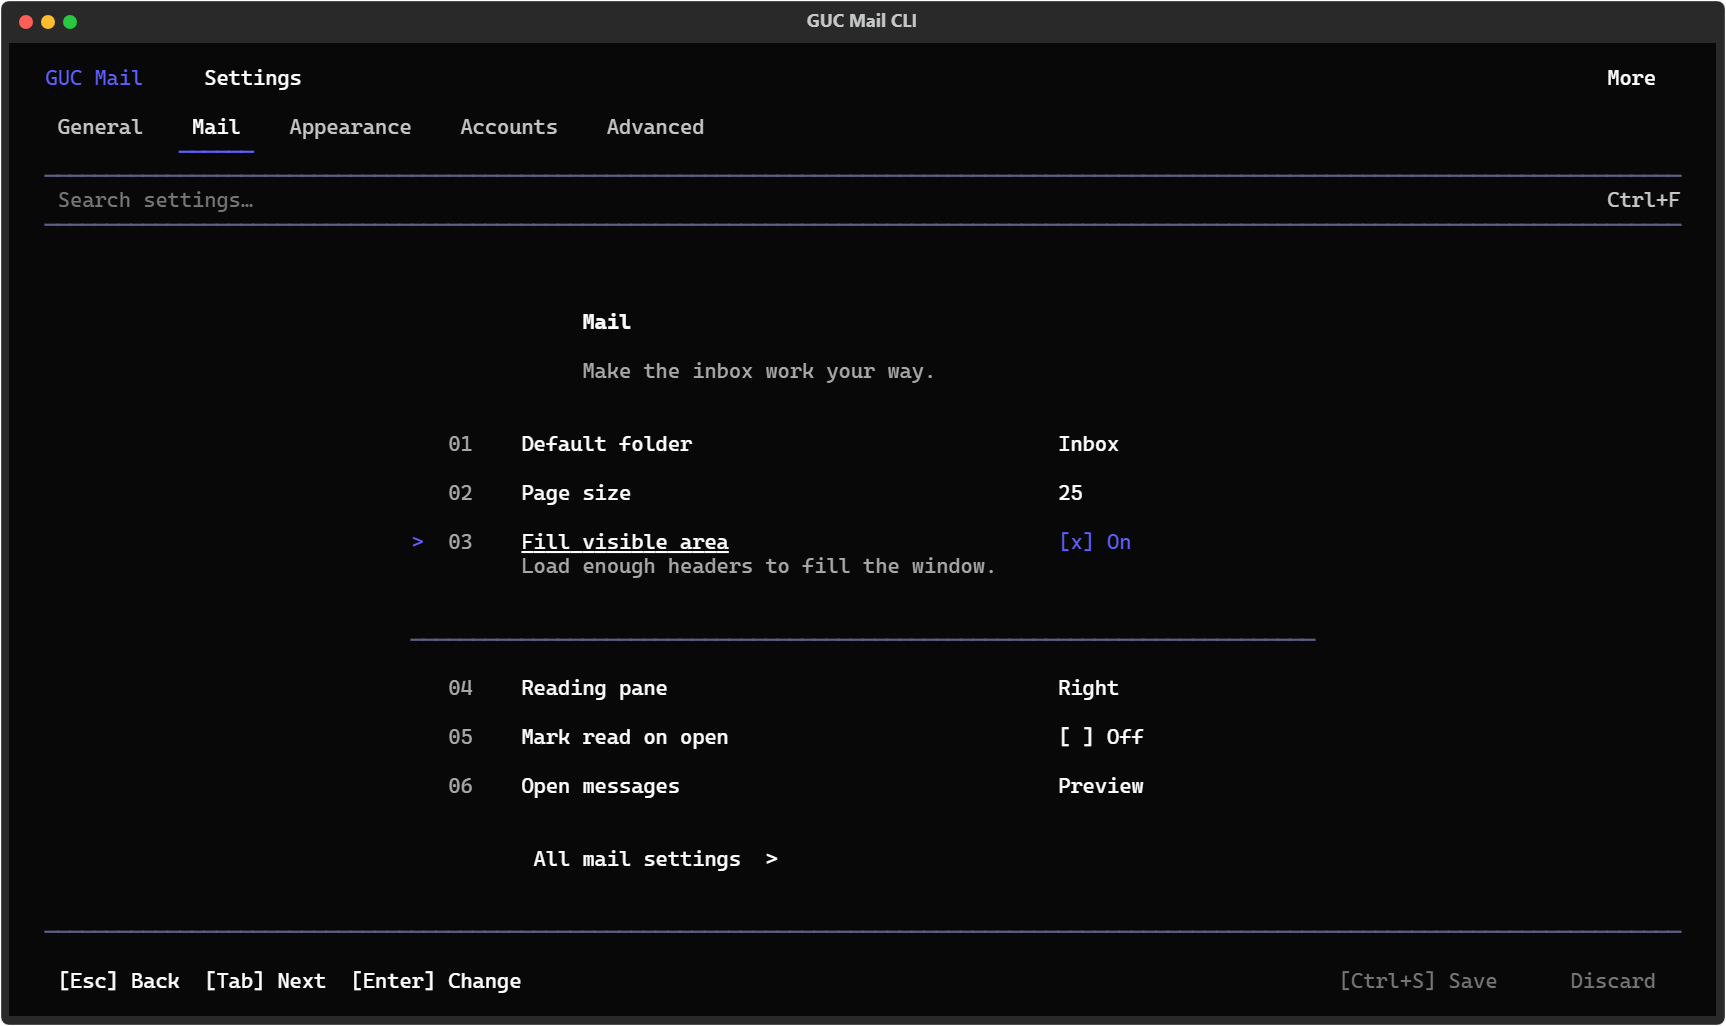 GUC Mail CLI
GUC Mail Settings More
General Mail Appearance Accounts Advanced
Search settings… Ctrl+F
Mail
Make the inbox work your way.
01 Default folder Inbox
02 Page size 25
> 03 Fill visible area [x] On
Load enough headers to fill the window.
04 Reading pane Right
05 Mark read on open [ ] Off
06 Open messages Preview
All mail settings >
[Esc] Back [Tab] Next [Enter] Change [Ctrl+S] Save Discard